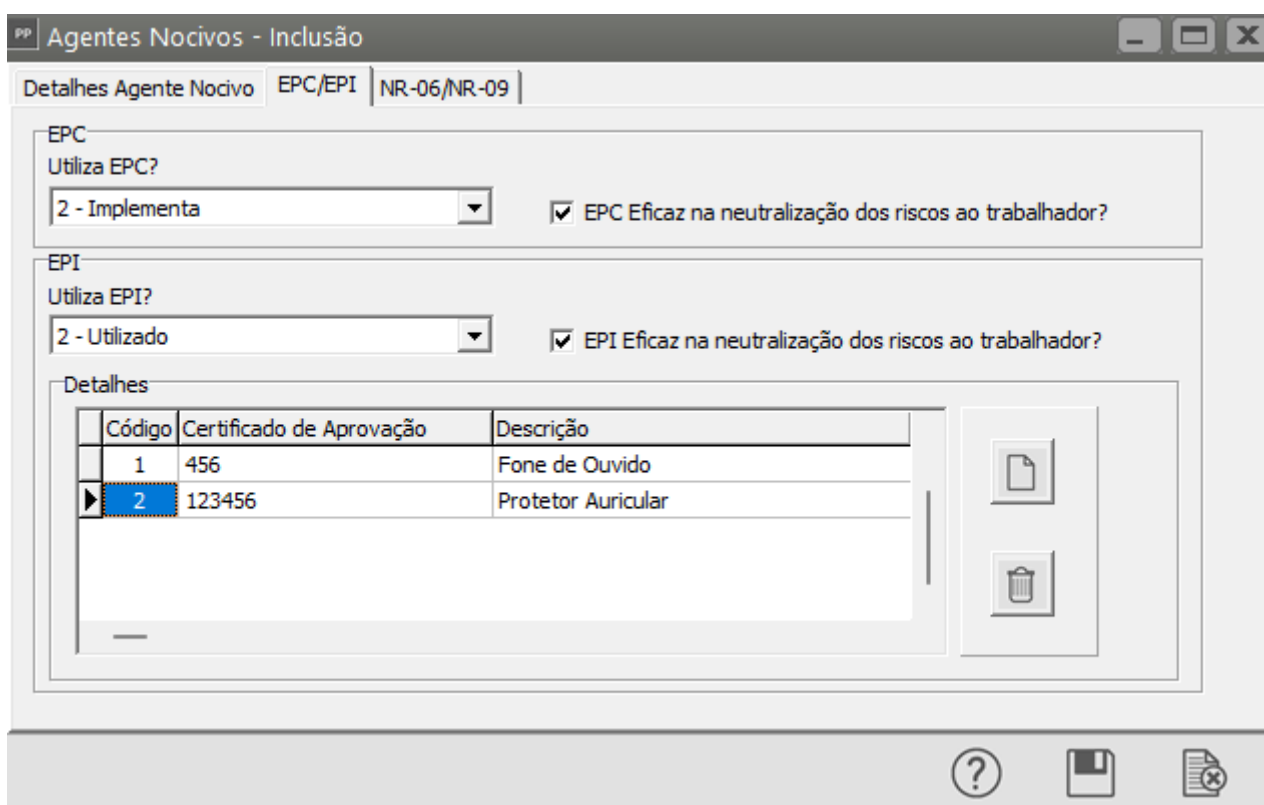 PP Agentes Nocivos - Inclusão
Detalhes Agente Nocivo EPC/EPI NR-06/NR-09
EPC
Utiliza EPC?
2 - Implementa EPC Eficaz na neutralização dos riscos ao trabalhador?
EPI
Utiliza EPI?
2 - Utilizado EPI Eficaz na neutralização dos riscos ao trabalhador?
Detalhes
Código Certificado de Aprovação Descrição
1 456 Fone de Ouvido
2 123456 Protetor Auricular